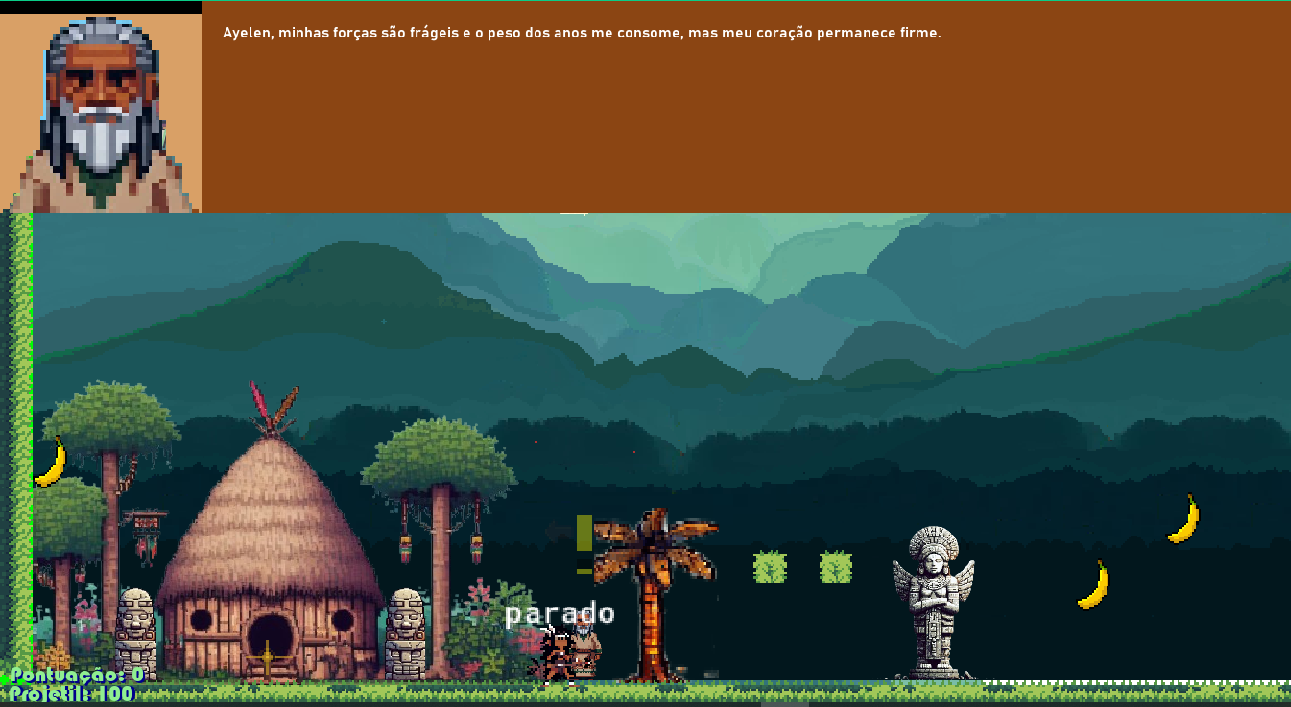 Ayelen, minhas forças são frágeis e o peso dos anos me consome, mas meu coração permanece firme.
parado
Pontuação: 0
Projetil: 100